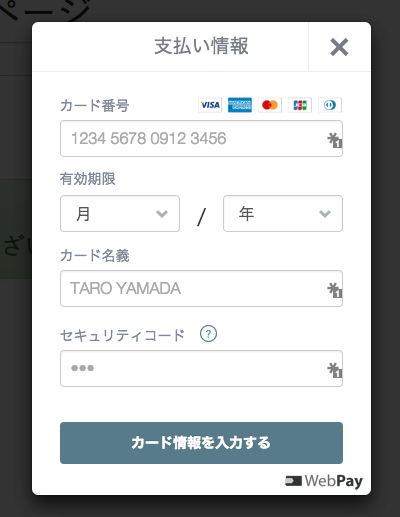 ページ
支払い情報
カード番号 VISA
1234 5678 0912 3456
有効期限
月 / 年
カード名義
TARO YAMADA
セキュリティコード ?
カード情報を入力する
WebPay
ざい